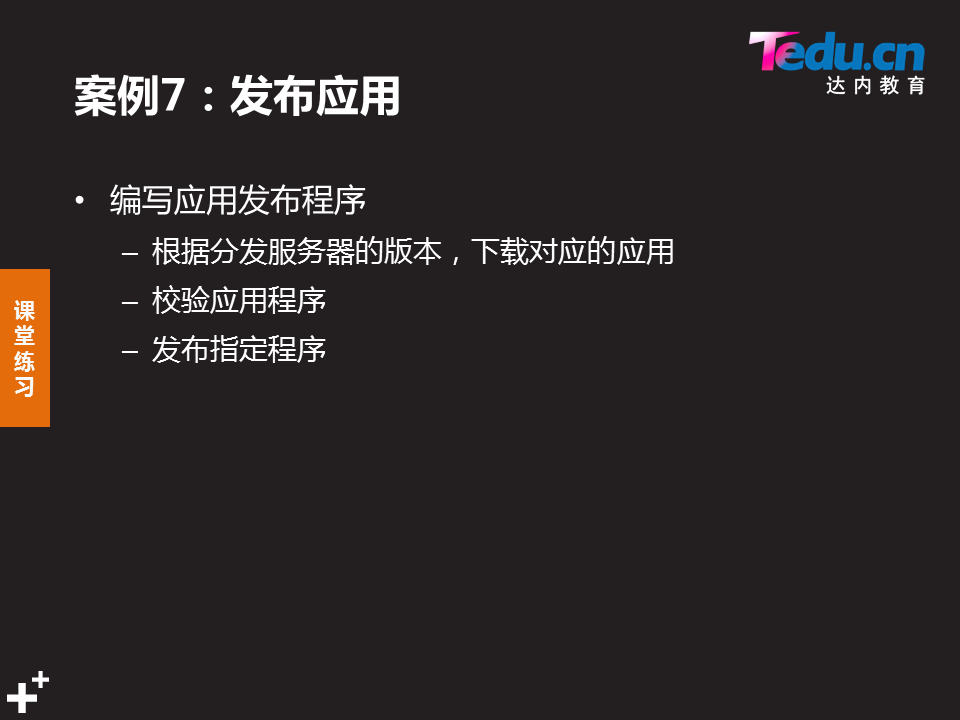 Tedu.cn
达内教育
案例7：发布应用
• 编写应用发布程序
– 根据分发服务器的版本，下载对应的应用
– 校验应用程序
– 发布指定程序
课
堂
练
习